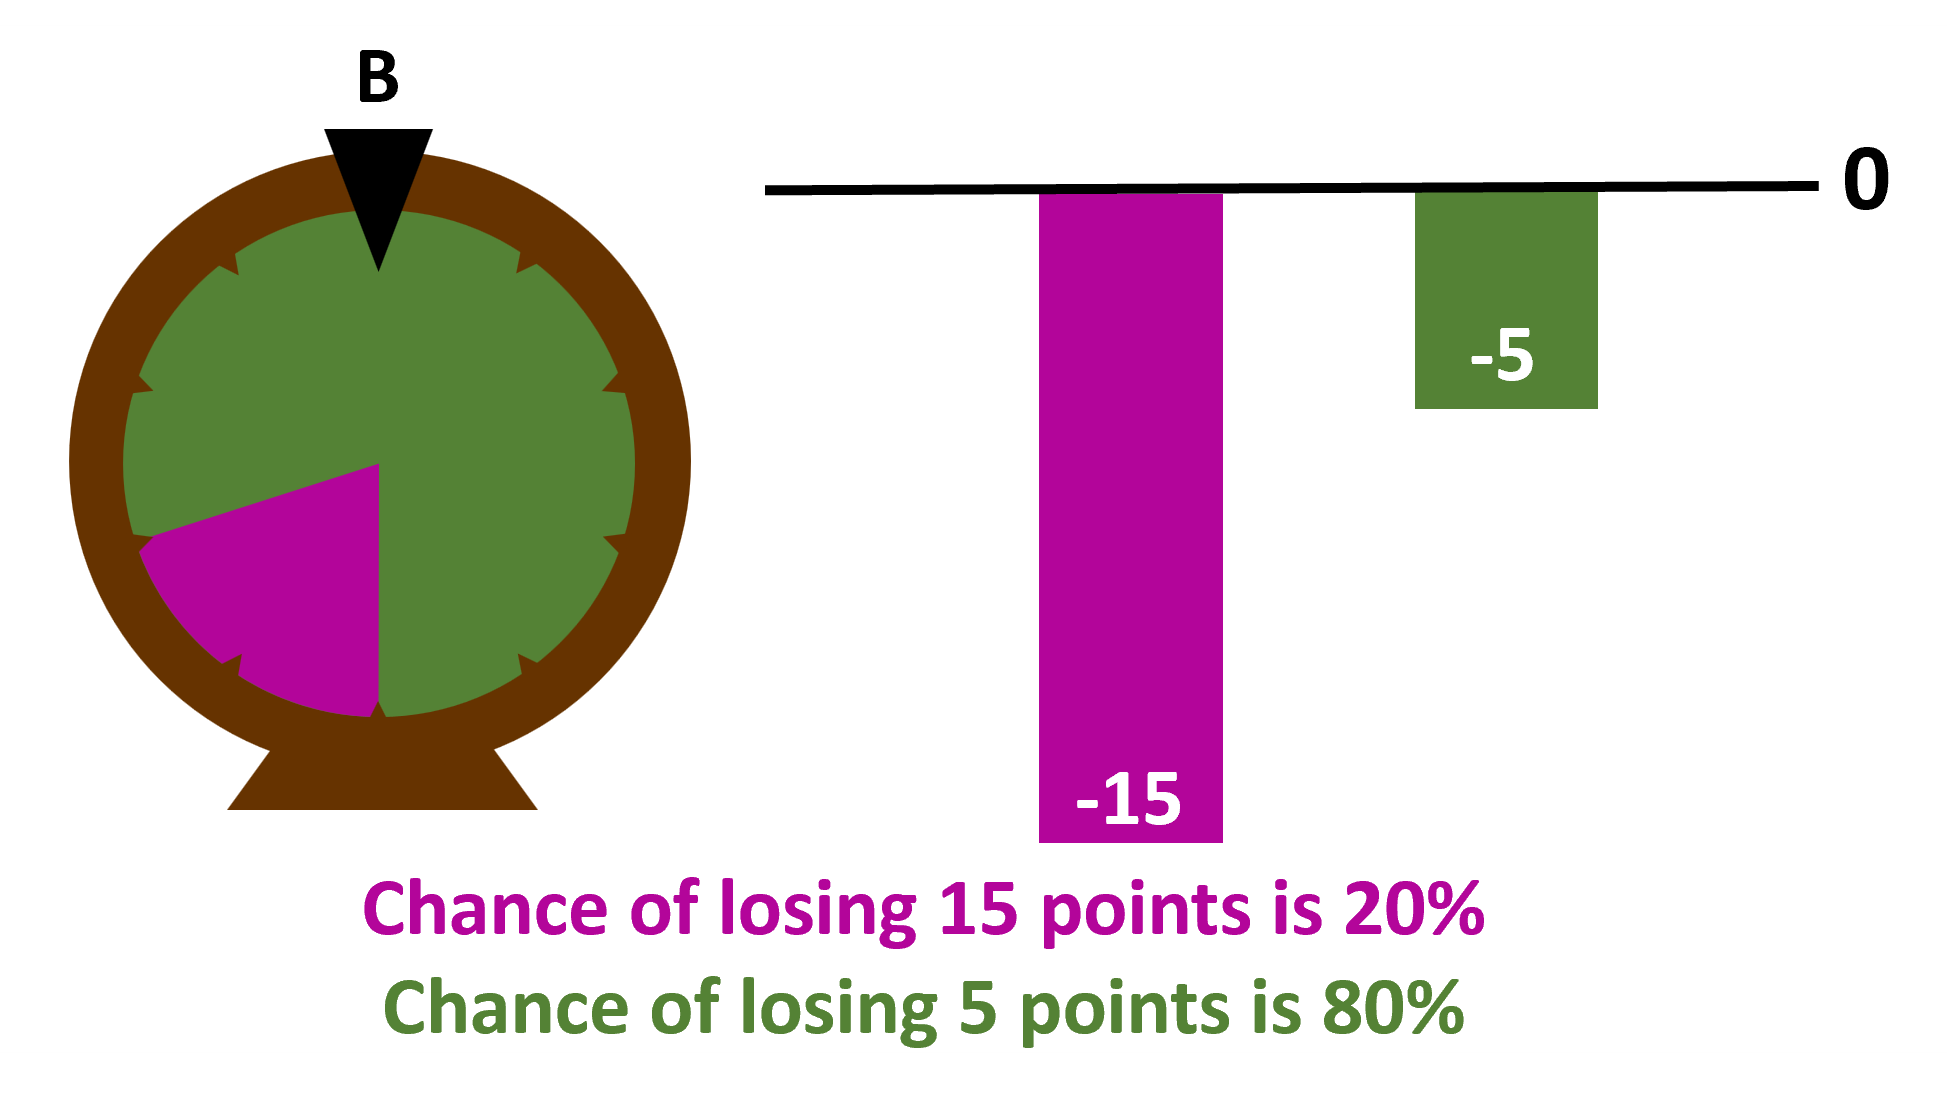 B
0
-5
-15
Chance of losing 15 points is 20%
Chance of losing 5 points is 80%